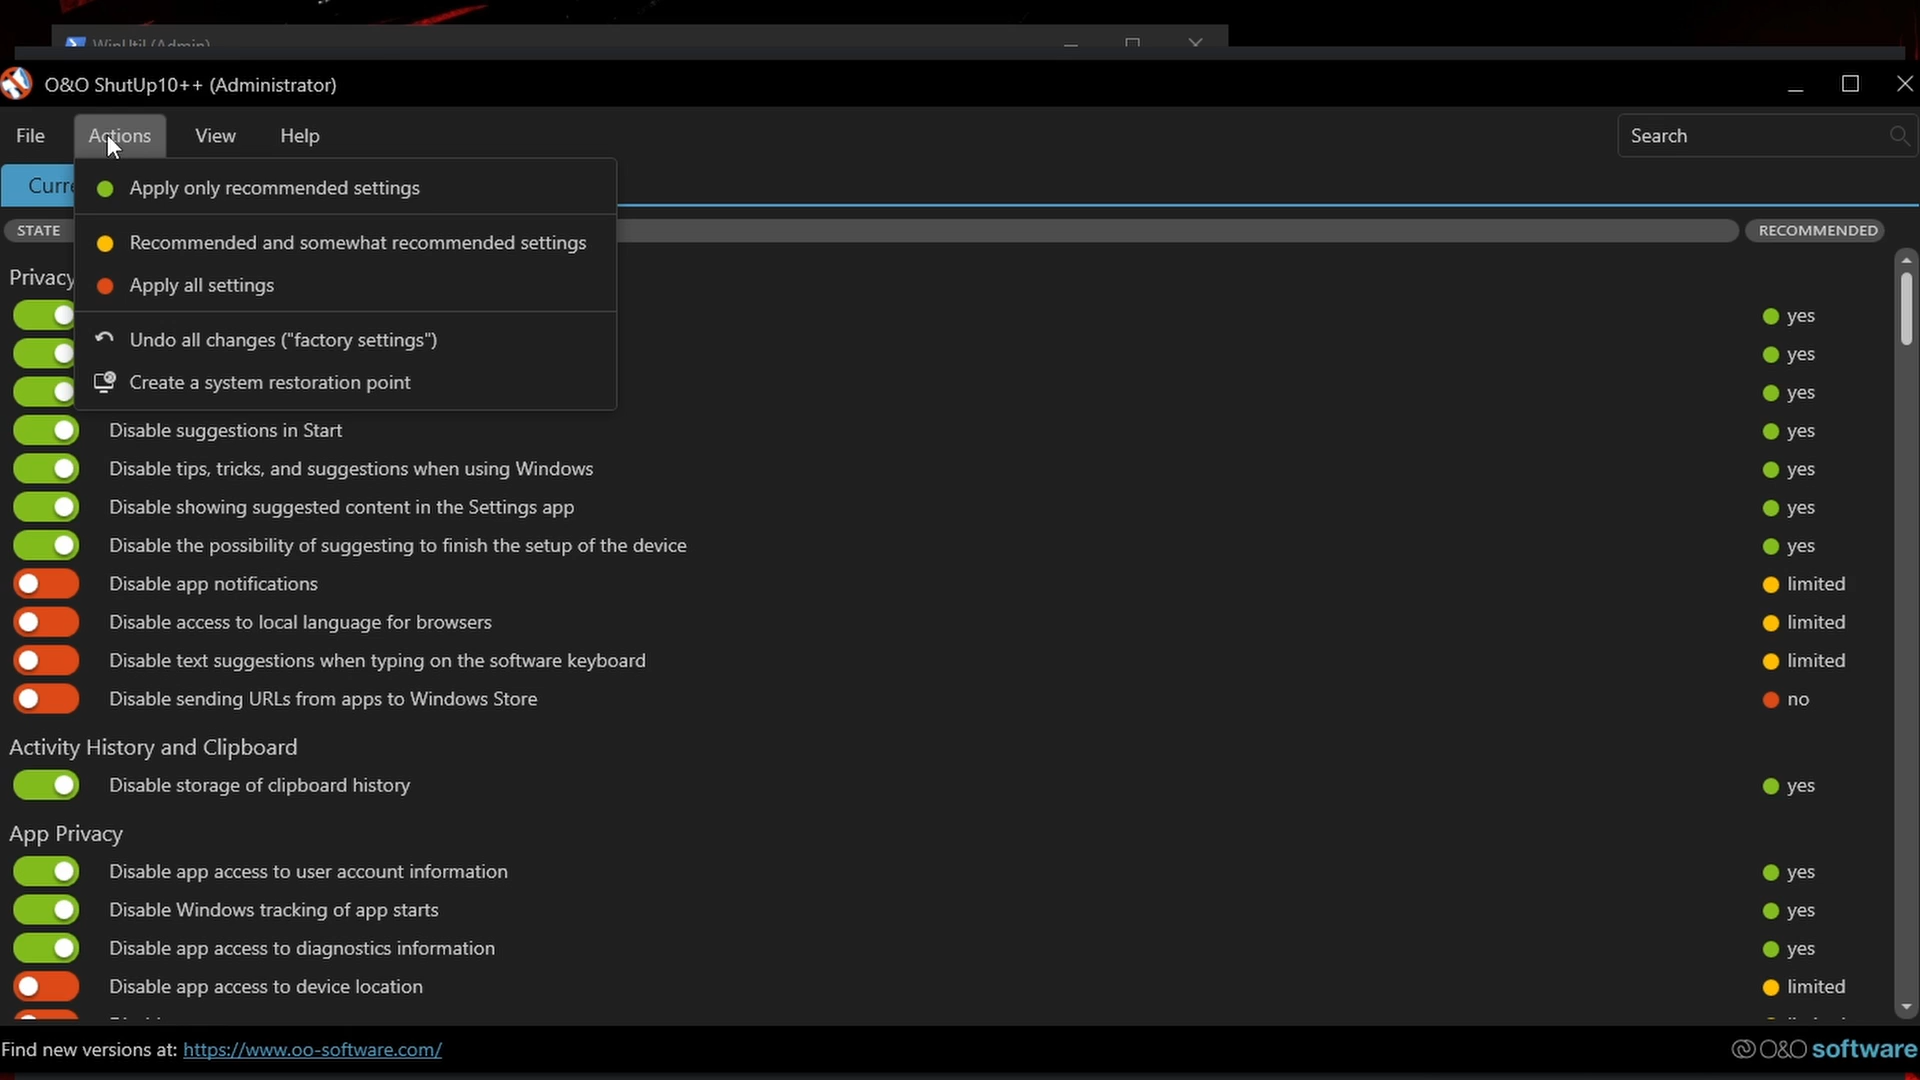 WinUtil (Admin)
O&O ShutUp10++ (Administrator)
File Actions View Help Search
Curre
Apply only recommended settings
STATE RECOMMENDED
Recommended and somewhat recommended settings
Privacy
Apply all settings
yes
Undo all changes ("factory settings")
yes
Create a system restoration point
yes
Disable suggestions in Start yes
Disable tips, tricks, and suggestions when using Windows yes
Disable showing suggested content in the Settings app yes
Disable the possibility of suggesting to finish the setup of the device yes
Disable app notifications limited
Disable access to local language for browsers limited
Disable text suggestions when typing on the software keyboard limited
Disable sending URLs from apps to Windows Store no
Activity History and Clipboard
Disable storage of clipboard history yes
App Privacy
Disable app access to user account information yes
Disable Windows tracking of app starts yes
Disable app access to diagnostics information yes
Disable app access to device location limited
Find new versions at: https://www.oo-software.com/ O&O software